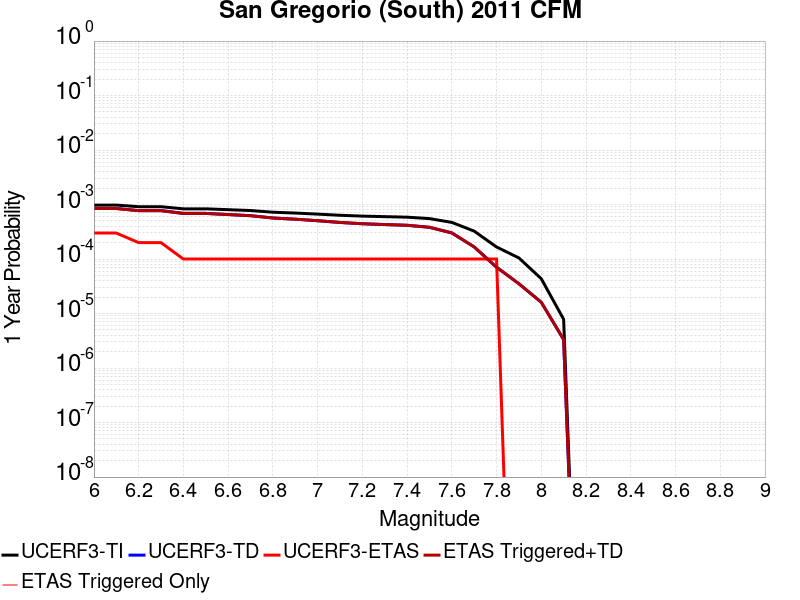 San Gregorio (South) 2011 CFM
10^0
10^-1
10^-2
10^-3
10^-4
10^-5
10^-6
10^-7
10^-8
1 Year Probability
6 6.2 6.4 6.6 6.8 7 7.2 7.4 7.6 7.8 8 8.2 8.4 8.6 8.8 9
Magnitude
UCERF3-TI UCERF3-TD UCERF3-ETAS ETAS Triggered+TD
ETAS Triggered Only